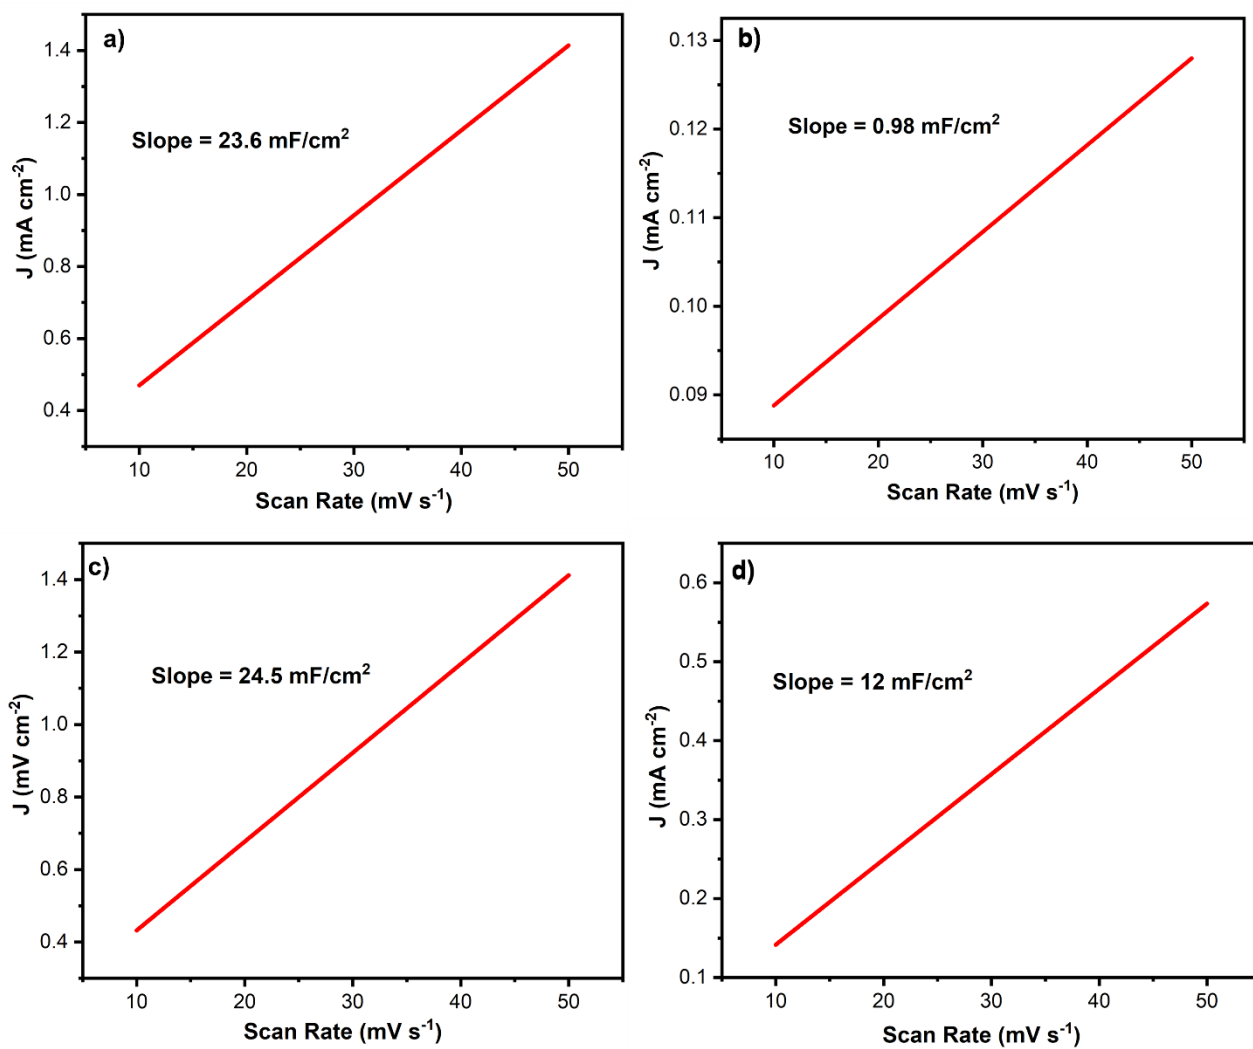 a)
Slope = 23.6 mF/cm²
J (mA cm⁻²)
1.4
1.2
1.0
0.8
0.6
0.4
10 20 30 40 50
Scan Rate (mV s⁻¹)
b)
Slope = 0.98 mF/cm²
J (mA cm⁻²)
0.13
0.12
0.11
0.10
0.09
10 20 30 40 50
Scan Rate (mV s⁻¹)
c)
Slope = 24.5 mF/cm²
J (mV cm⁻²)
1.4
1.2
1.0
0.8
0.6
0.4
10 20 30 40 50
Scan Rate (mV s⁻¹)
d)
Slope = 12 mF/cm²
J (mA cm⁻²)
0.6
0.5
0.4
0.3
0.2
0.1
10 20 30 40 50
Scan Rate (mV s⁻¹)